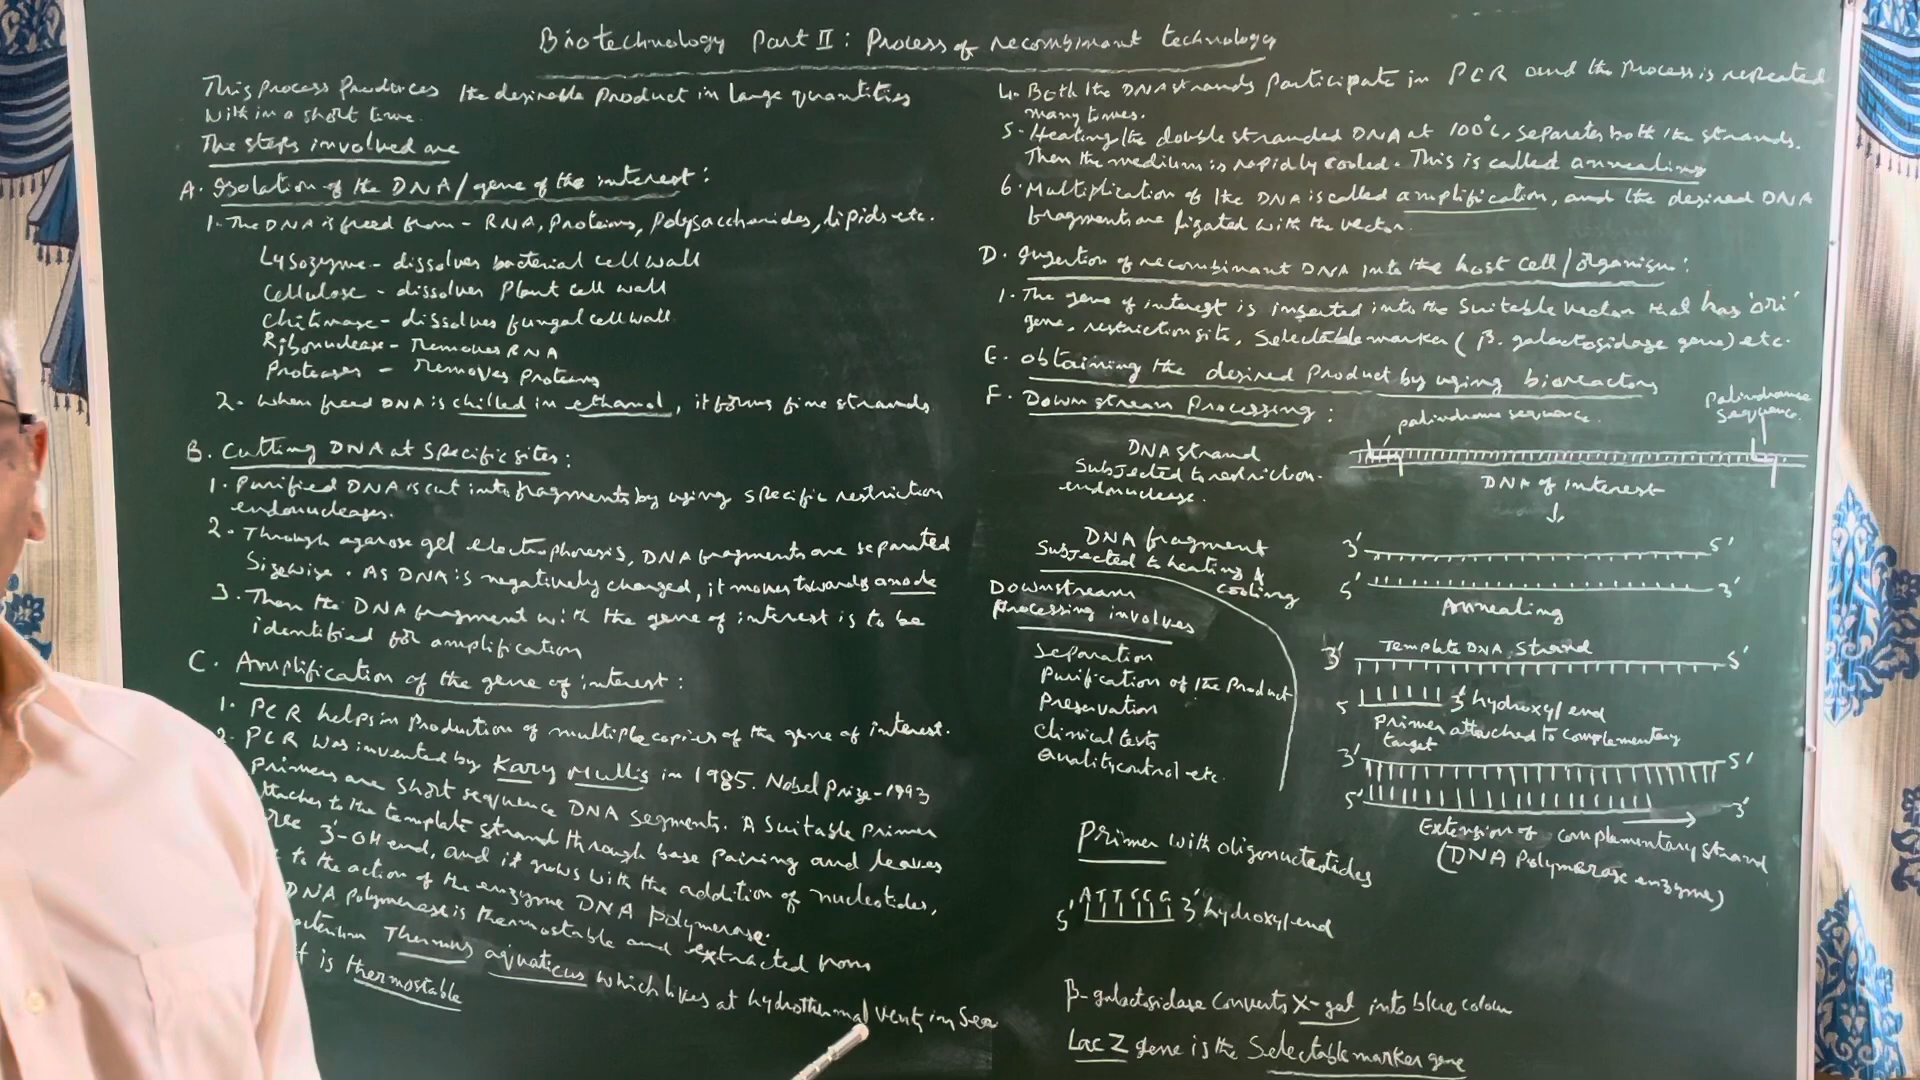 Biotechnology Part II : Process of recombinant technology
This process Produces the desirable Product in large quantities
with in a short time.
The steps involved are
A. Isolation of the DNA/gene of the interest :
1. The DNA is freed from - RNA, Proteins, Polysaccharides, lipids etc.
Lysozyme - dissolves bacterial cell wall
Cellulose - dissolves Plant cell wall
Chitinase - dissolves fungal cell wall
Ribonuclease - removes RNA
Proteases - removes Proteins
2. When freed DNA is chilled in ethanol, it forms fine strands
B. Cutting DNA at specific sites :
1. Purified DNA is cut into fragments by using specific restriction
endonucleases.
2. Through agarose gel electrophoresis, DNA fragments are separated
sizewise. As DNA is negatively charged, it moves towards anode
3. Then the DNA fragment with the gene of interest is to be
identified for amplification
C. Amplification of the gene of interest :
1. PCR helps in Production of multiple copies of the gene of interest.
2. PCR was invented by Kary Mullis in 1985. Nobel Prize - 1993
Primers are short sequence DNA segments. A suitable primer
attaches to the template strand through base pairing and leaves
3'-OH end, and it grows with the addition of nucleotides,
to the action of the enzyme DNA Polymerase.
DNA Polymerase is thermostable and extracted from
Thermus aquaticus which lives at hydrothermal vents in sea
is thermostable
4. Both the DNA strands Participate in PCR and the Process is repeated
many times.
5. Heating the double stranded DNA at 100°C, separates both the strands.
Then the medium is rapidly cooled. This is called annealing
6. Multiplication of the DNA is called amplification, and the desired DNA
fragments are ligated with the vector.
D. Insertion of recombinant DNA into the host cell/organism :
1. The gene of interest is inserted into the suitable vector that has 'ori'
gene, restriction site, Selectable marker ( β. galactosidase gene) etc.
E. obtaining the desired Product by using bioreactors
F. Downstream Processing :
palindrome sequence.
palindrome
sequence.
DNA strand
Subjected to restriction.
endonuclease.
DNA of interest
DNA fragment
Subjected to heating &
cooling
3' 5'
5' 3'
Annealing
Downstream
Processing involves
Separation
Purification of the Product
Preservation
Clinical tests
Quality control etc.
Template DNA Strand
3' 5'
5 3' hydroxyl end
Primer attached to complementary
target
3' 5'
5' 3'
Extension of complementary strand
(DNA Polymerase enzyme)
Primer with oligonucteotides
ATTCCG
5' 3' hydroxyl end
β-galactosidase converts X-gal into blue colour
Lac Z gene is the Selectable marker gene